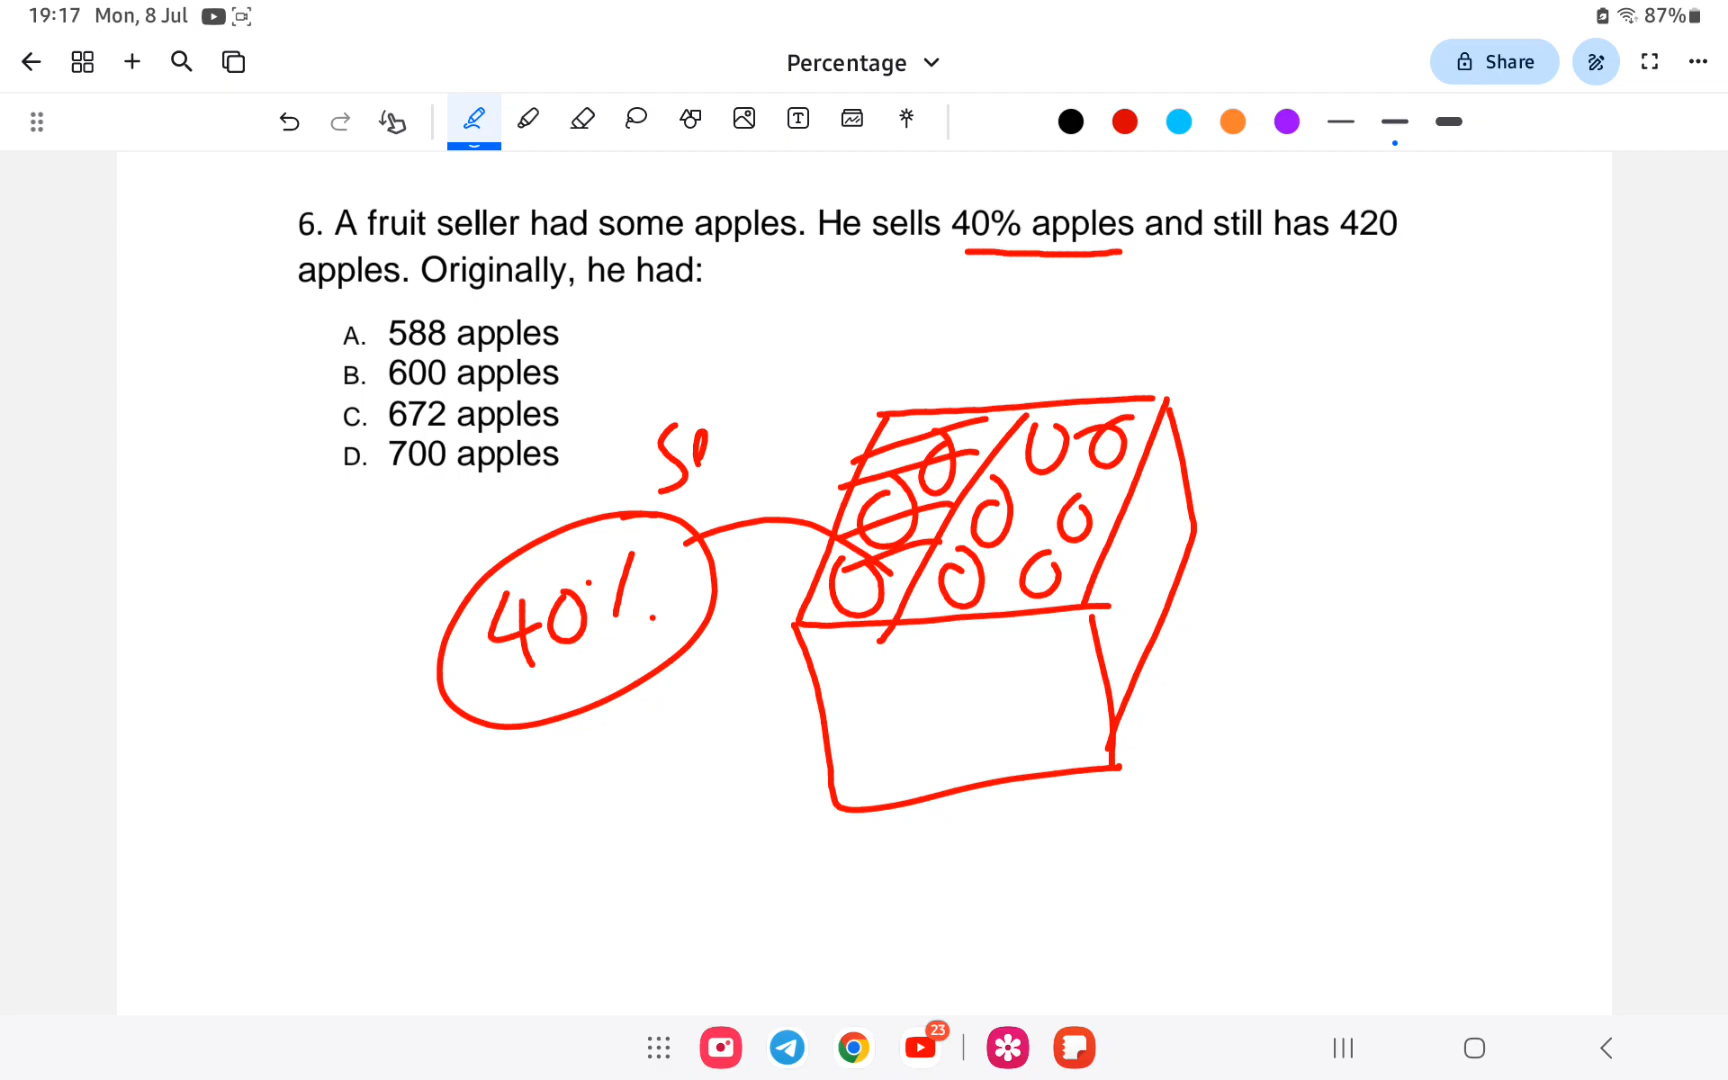 19:17 Mon, 8 Jul
87%
Percentage
Share
6. A fruit seller had some apples. He sells 40% apples and still has 420
apples. Originally, he had:
A. 588 apples
B. 600 apples
C. 672 apples
D. 700 apples
40%
23